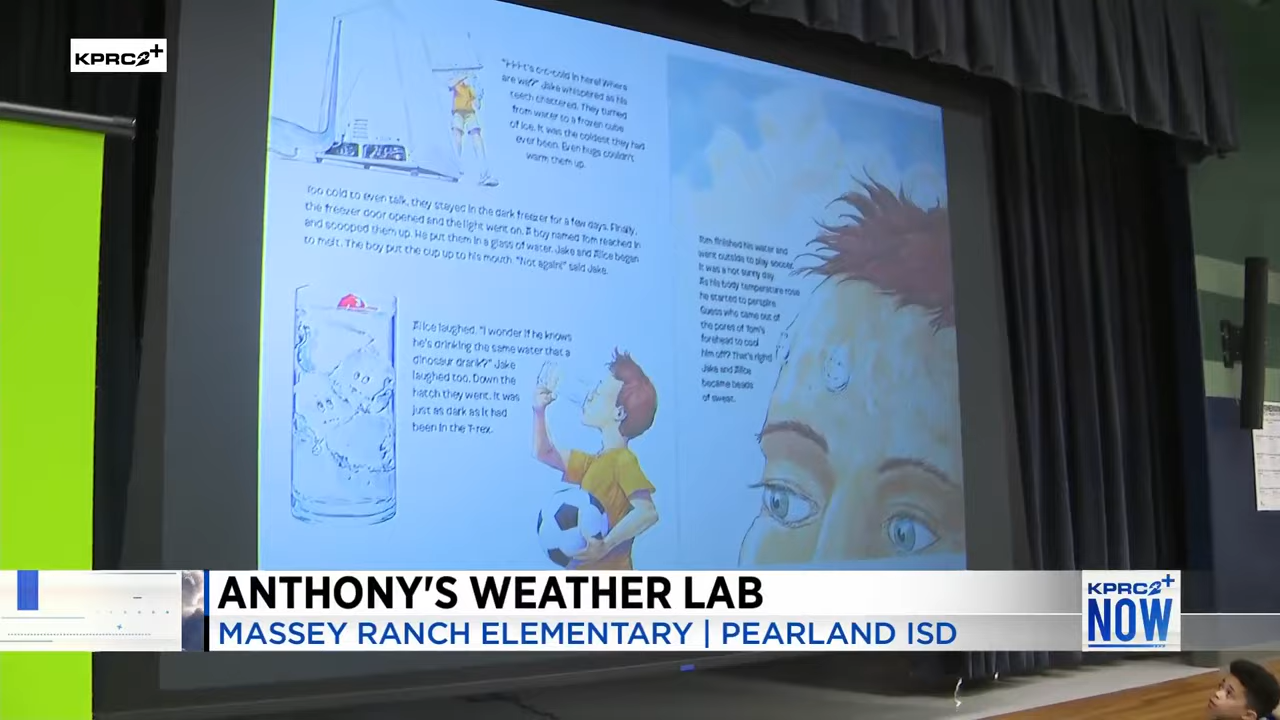 KPRC2+
"I-I-I-t's c-c-cold in here! Where
are we?" Jake whispered as his
teeth chattered. They turned
from water to a frozen cube
of ice. It was the coldest they had
ever been. Even hugs couldn't
warm them up.
Too cold to even talk, they stayed in the dark freezer for a few days. Finally,
the freezer door opened and the light went on. A boy named Tom reached in
and scooped them up. He put them in a glass of water. Jake and Alice began
to melt. The boy put the cup up to his mouth. "Not again!" said Jake.
Alice laughed. "I wonder if he knows
he's drinking the same water that a
dinosaur drank?" Jake
laughed too. Down the
hatch they went. It was
just as dark as it had
been in the T-rex.
Tom finished his water and
went outside to play soccer.
It was a hot sunny day.
As his body temperature rose
he started to perspire.
Guess who came out of
the pores of Tom's
forehead to cool
him off? That's right!
Jake and Alice
became beads
of sweat.
ANTHONY'S WEATHER LAB
MASSEY RANCH ELEMENTARY | PEARLAND ISD
KPRC2+
NOW